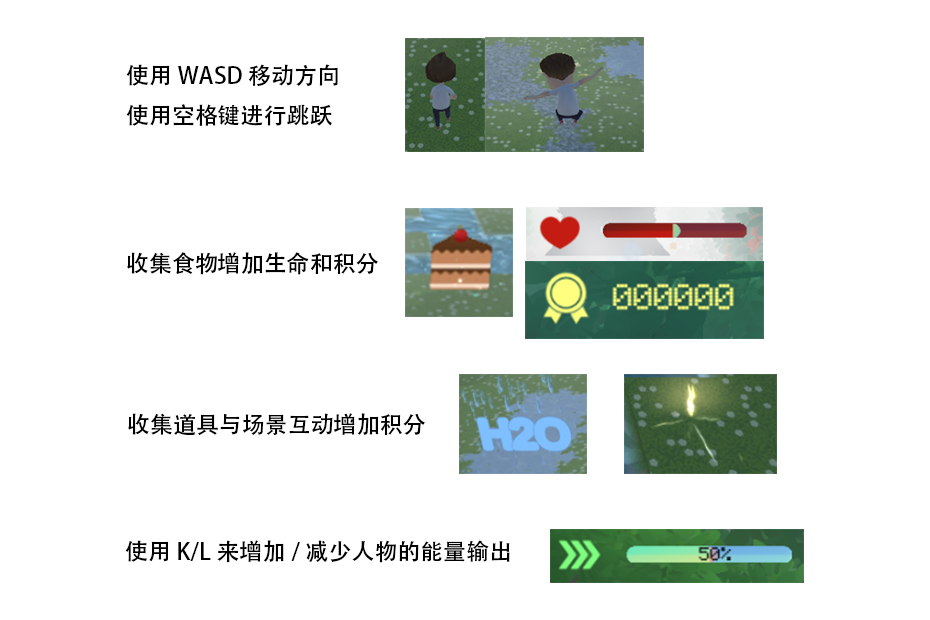 使用 WASD 移动方向
使用空格键进行跳跃
收集食物增加生命和积分
000000
收集道具与场景互动增加积分
H2O
使用 K/L 来增加 / 减少人物的能量输出
50%